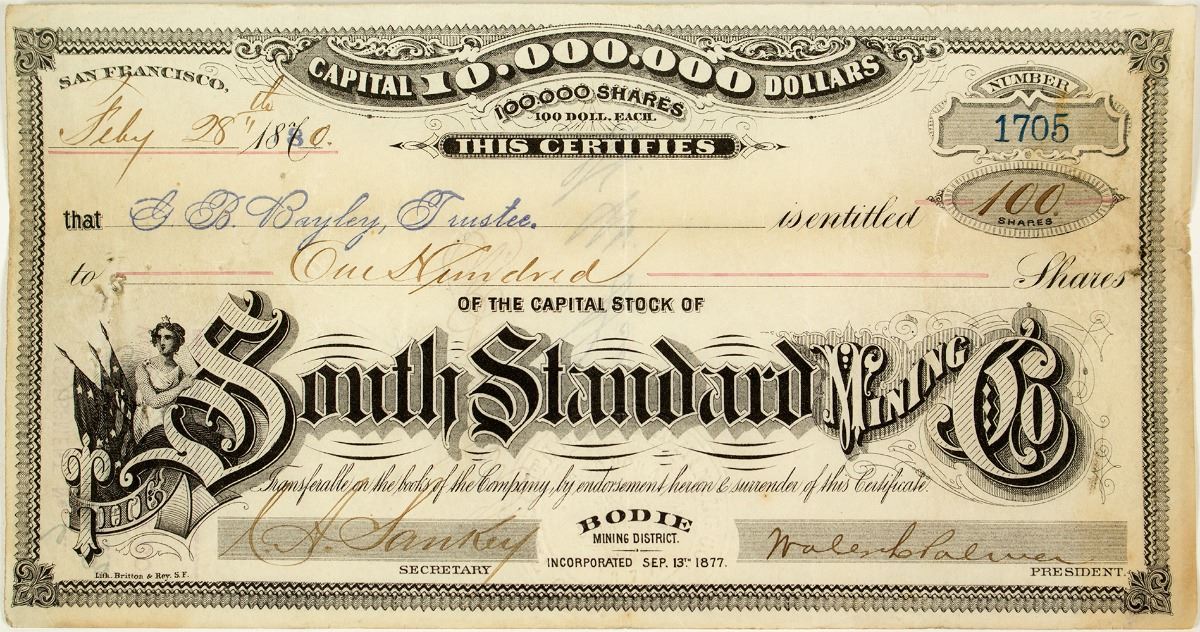 CAPITAL 10.000.000 DOLLARS
100.000 SHARES
100 DOLL. EACH.
SAN FRANCISCO,
Feby 28th 1880.
NUMBER
1705
THIS CERTIFIES
that G. B. Bayley, Trustee. is entitled
100
SHARES
to One Hundred Shares
OF THE CAPITAL STOCK OF
THE South Standard MINING Co
Transferable on the books of the Company, by endorsement hereon & surrender of this Certificate.
C. A. Sankey
SECRETARY
BODIE
MINING DISTRICT.
INCORPORATED SEP. 13TH 1877.
Palmer
PRESIDENT.
Lith. Britton & Rey. S. F.